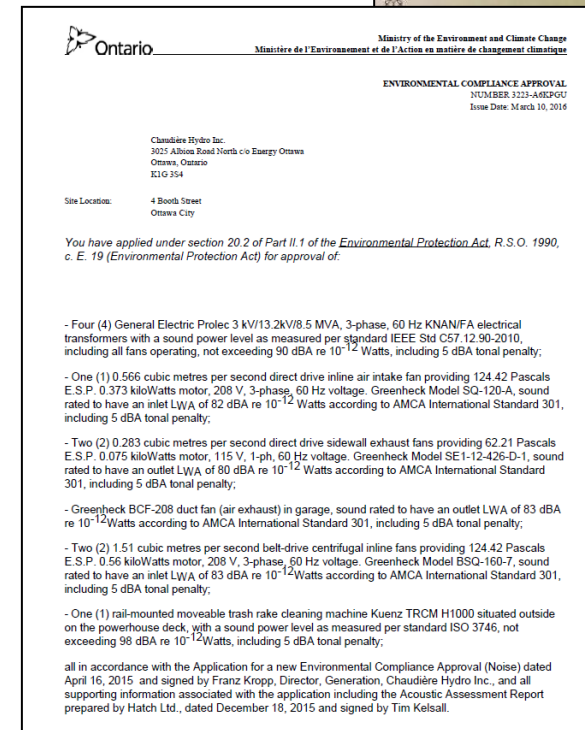 Ontario
Ministry of the Environment and Climate Change
Ministère de l'Environnement et de l'Action en matière de changement climatique
ENVIRONMENTAL COMPLIANCE APPROVAL
NUMBER 3223-A6KPGU
Issue Date: March 10, 2016
Chaudière Hydro Inc.
3025 Albion Road North c/o Energy Ottawa
Ottawa, Ontario
K1G 3S4
Site Location: 4 Booth Street
Ottawa City
You have applied under section 20.2 of Part II.1 of the Environmental Protection Act, R.S.O. 1990,
c. E. 19 (Environmental Protection Act) for approval of:
- Four (4) General Electric Prolec 3 kV/13.2kV/8.5 MVA, 3-phase, 60 Hz KNAN/FA electrical
transformers with a sound power level as measured per standard IEEE Std C57.12.90-2010,
including all fans operating, not exceeding 90 dBA re 10-12 Watts, including 5 dBA tonal penalty;
- One (1) 0.566 cubic metres per second direct drive inline air intake fan providing 124.42 Pascals
E.S.P. 0.373 kiloWatts motor, 208 V, 3-phase, 60 Hz voltage. Greenheck Model SQ-120-A, sound
rated to have an inlet LWA of 82 dBA re 10-12 Watts according to AMCA International Standard 301,
including 5 dBA tonal penalty;
- Two (2) 0.283 cubic metres per second direct drive sidewall exhaust fans providing 62.21 Pascals
E.S.P. 0.075 kiloWatts motor, 115 V, 1-ph, 60 Hz voltage. Greenheck Model SE1-12-426-D-1, sound
rated to have an outlet LWA of 80 dBA re 10-12 Watts according to AMCA International Standard
301, including 5 dBA tonal penalty;
- Greenheck BCF-208 duct fan (air exhaust) in garage, sound rated to have an outlet LWA of 83 dBA
re 10-12Watts according to AMCA International Standard 301, including 5 dBA tonal penalty;
- Two (2) 1.51 cubic metres per second belt-drive centrifugal inline fans providing 124.42 Pascals
E.S.P. 0.56 kiloWatts motor, 208 V, 3-phase, 60 Hz voltage. Greenheck Model BSQ-160-7, sound
rated to have an inlet LWA of 83 dBA re 10-12Watts according to AMCA International Standard 301,
including 5 dBA tonal penalty;
- One (1) rail-mounted moveable trash rake cleaning machine Kuenz TRCM H1000 situated outside
on the powerhouse deck, with a sound power level as measured per standard ISO 3746, not
exceeding 98 dBA re 10-12Watts, including 5 dBA tonal penalty;
all in accordance with the Application for a new Environmental Compliance Approval (Noise) dated
April 16, 2015 and signed by Franz Kropp, Director, Generation, Chaudière Hydro Inc., and all
supporting information associated with the application including the Acoustic Assessment Report
prepared by Hatch Ltd., dated December 18, 2015 and signed by Tim Kelsall.